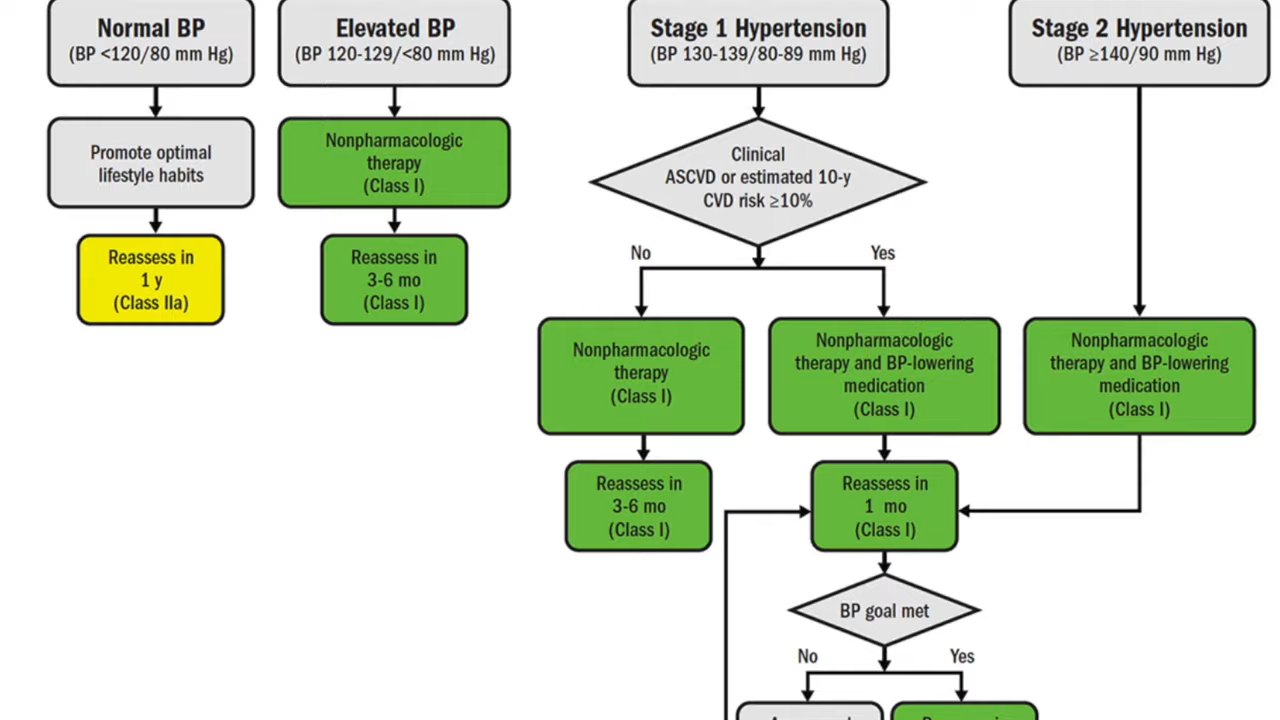 Normal BP
(BP <120/80 mm Hg)
Promote optimal
lifestyle habits
Reassess in
1 y
(Class IIa)
Elevated BP
(BP 120-129/<80 mm Hg)
Nonpharmacologic
therapy
(Class I)
Reassess in
3-6 mo
(Class I)
Stage 1 Hypertension
(BP 130-139/80-89 mm Hg)
Clinical
ASCVD or estimated 10-y
CVD risk ≥10%
No
Yes
Nonpharmacologic
therapy
(Class I)
Reassess in
3-6 mo
(Class I)
Nonpharmacologic
therapy and BP-lowering
medication
(Class I)
Reassess in
1 mo
(Class I)
BP goal met
No
Yes
Stage 2 Hypertension
(BP ≥140/90 mm Hg)
Nonpharmacologic
therapy and BP-lowering
medication
(Class I)